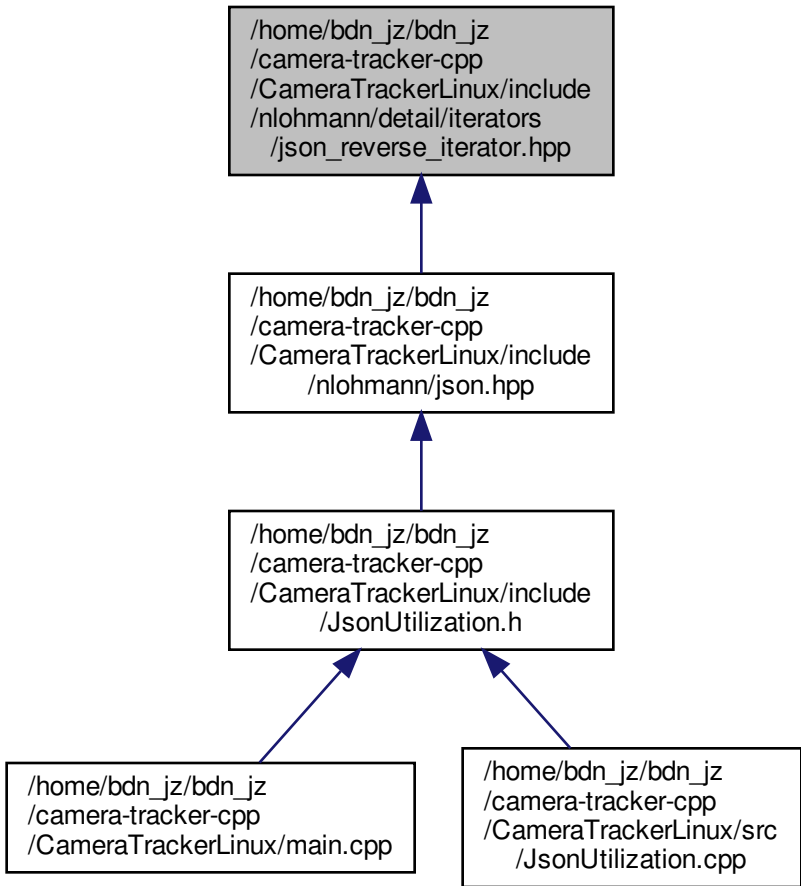 /home/bdn_jz/bdn_jz
/camera-tracker-cpp
/CameraTrackerLinux/include
/nlohmann/detail/iterators
/json_reverse_iterator.hpp
/home/bdn_jz/bdn_jz
/camera-tracker-cpp
/CameraTrackerLinux/include
/nlohmann/json.hpp
/home/bdn_jz/bdn_jz
/camera-tracker-cpp
/CameraTrackerLinux/include
/JsonUtilization.h
/home/bdn_jz/bdn_jz
/camera-tracker-cpp
/CameraTrackerLinux/main.cpp
/home/bdn_jz/bdn_jz
/camera-tracker-cpp
/CameraTrackerLinux/src
/JsonUtilization.cpp